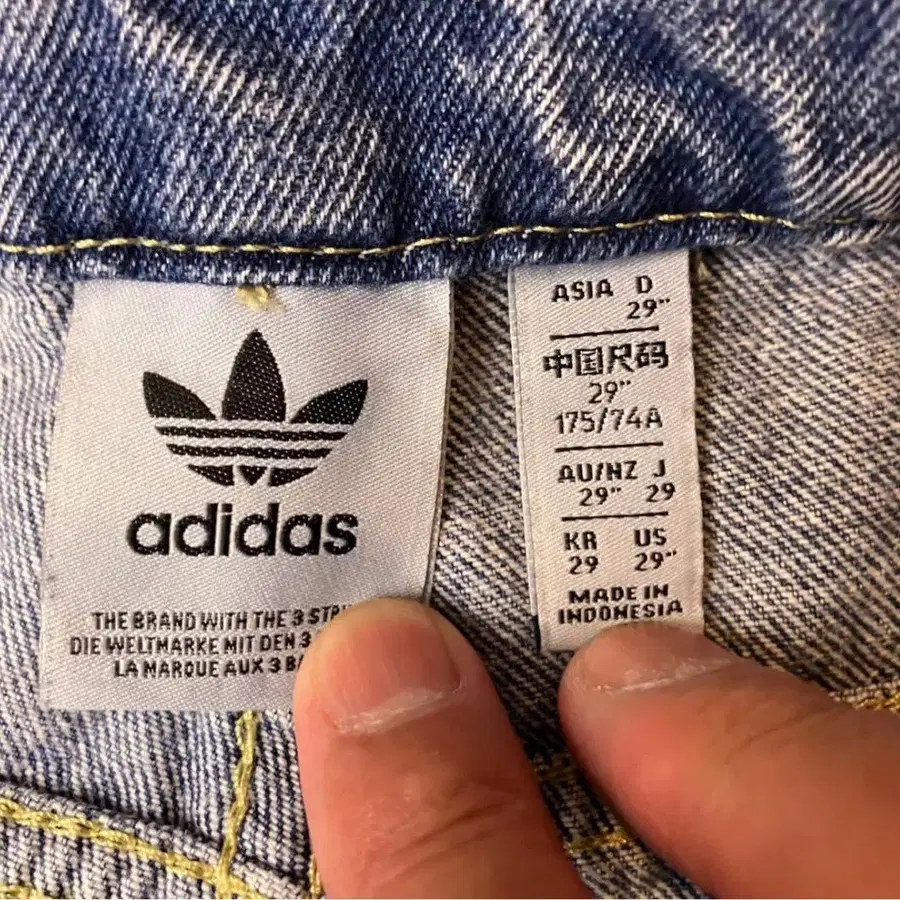 adidas
THE BRAND WITH THE 3
DIE WELTMARKE MIT DEN 3
LA MARQUE AUX 3
ASIA D
29"
中国尺码
29"
175/74A
AU/NZ J
29" 29
KR US
29 29"
MADE IN
INDONESIA